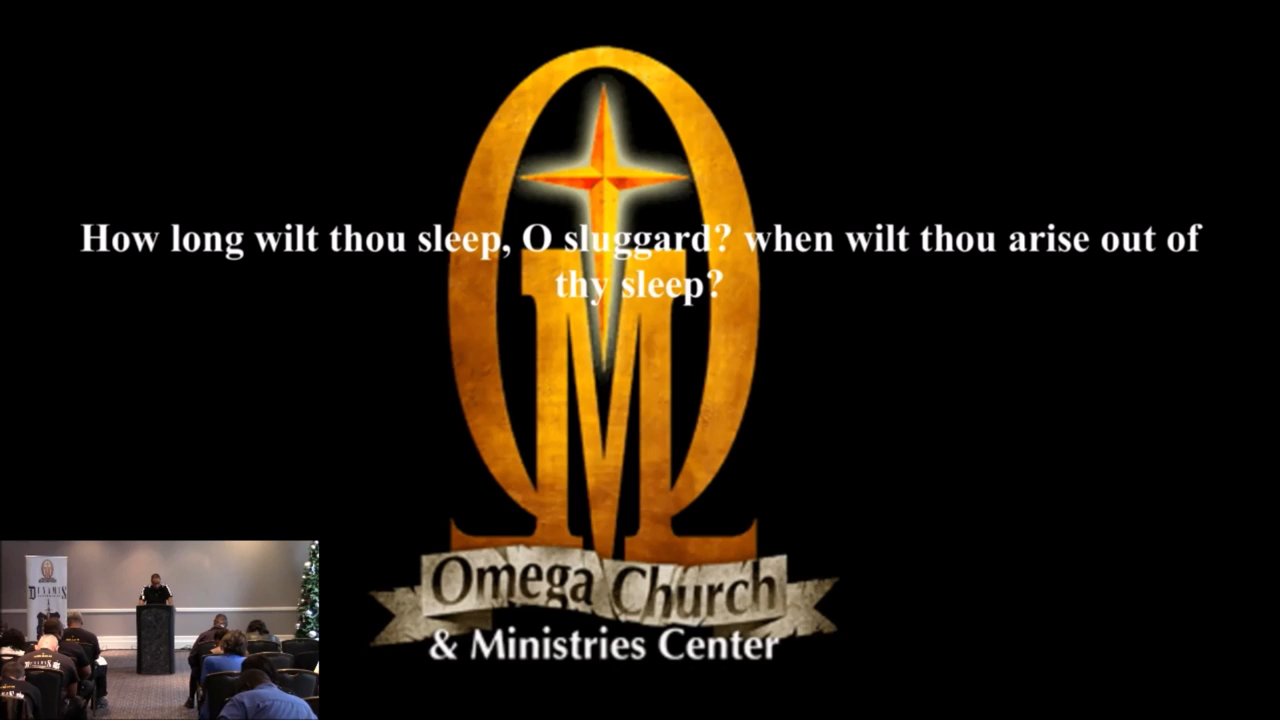 How long wilt thou sleep, O sluggard? when wilt thou arise out of
thy sleep?
Omega Church
& Ministries Center